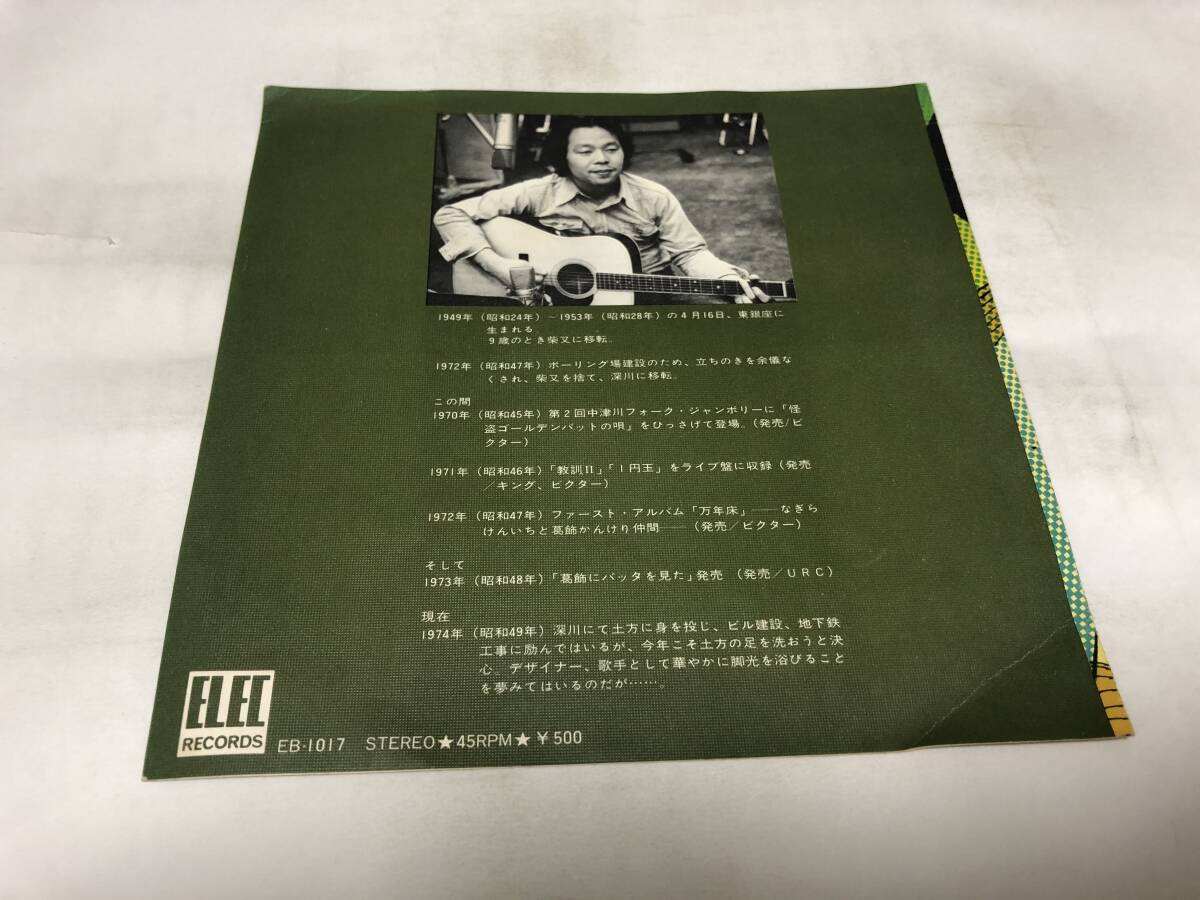 1949年（昭和24年）～1953年（昭和28年）の4月16日、東銀座に
生まれる。
9歳のとき柴又に移転。
1972年（昭和47年）ボーリング場建設のため、立ちのきを余儀な
くされ、柴又を捨て、深川に移転。
この間
1970年（昭和45年）第2回中津川フォーク・ジャンボリーに「怪
盗ゴールデンバットの唄」をひっさげて登場。（発売/ビ
クター）
1971年（昭和46年）「教訓II」「1円玉」をライブ盤に収録（発売
／キング、ビクター）
1972年（昭和47年）ファースト・アルバム「万年床」——なぎら
けんいちと葛飾かんけり仲間——（発売／ビクター）
そして
1973年（昭和48年）「葛飾にバッタを見た」発売　（発売／URC）
現在
1974年（昭和49年）深川にて土方に身を投じ、ビル建設、地下鉄
工事に励んではいるが、今年こそ土方の足を洗おうと決
心。デザイナー、歌手として華やかに脚光を浴びること
を夢みてはいるのだが……。
ELEC
RECORDS EB-1017 STEREO★45RPM★￥500